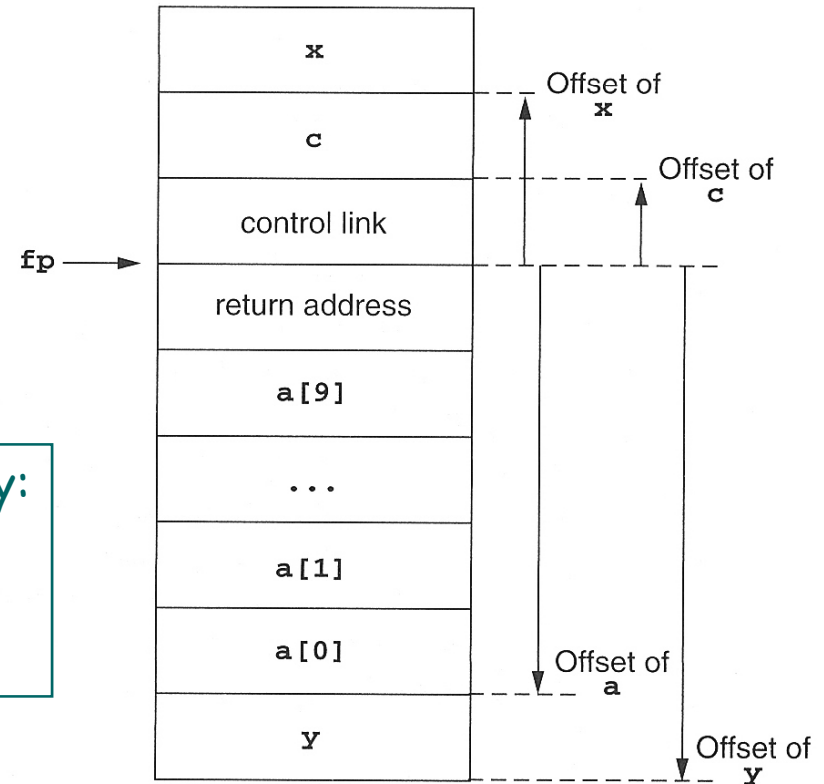 x
Offset of
x
c
Offset of
c
control link
fp
return address
a[9]
y:
...
a[1]
a[0]
Offset of
a
y
Offset of
y